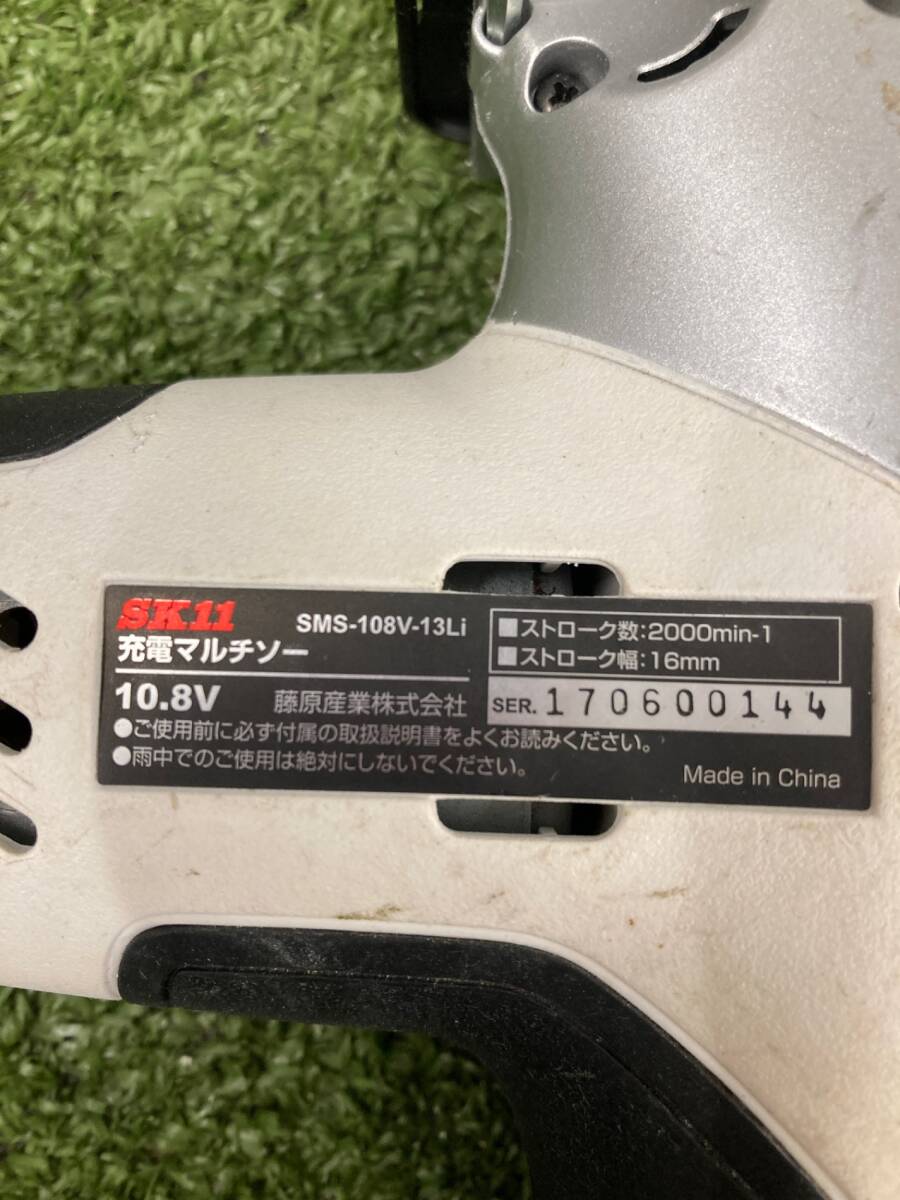 SK11
SMS-108V-13Li
充電マルチソー
10.8V
藤原産業株式会社
■ストローク数:2000min-1
■ストローク幅:16mm
SER. 170600144
●ご使用前に必ず付属の取扱説明書をよくお読みください。
●雨中でのご使用は絶対にしないでください。
Made in China